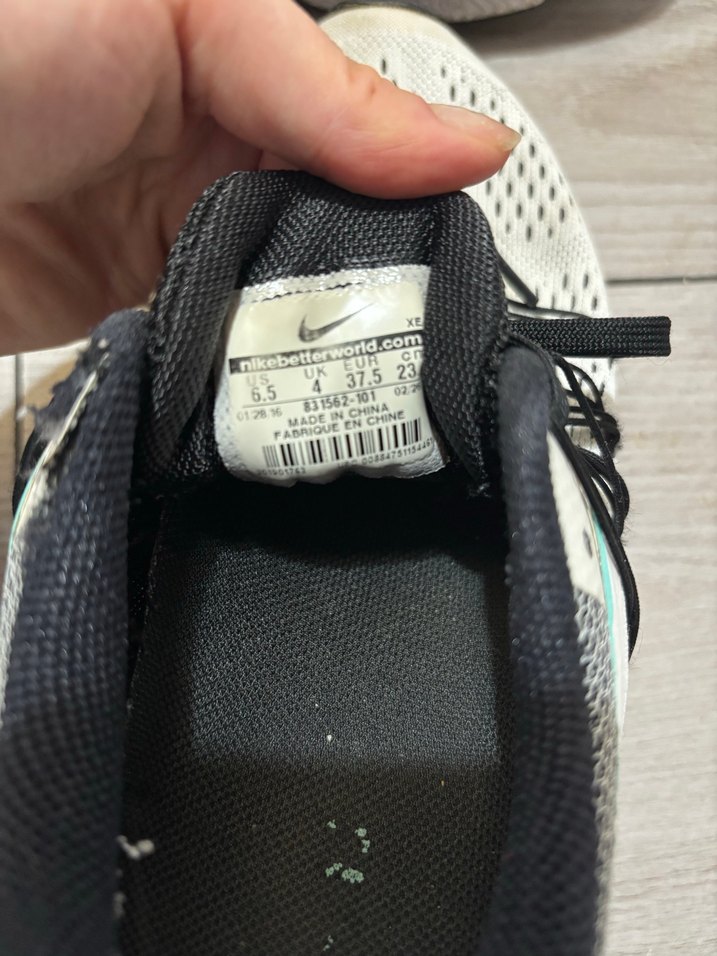 XE
nikebetterworld.com
US UK EUR
6.5 4 37.5 23
831562-101
01.28.16
MADE IN CHINA
FABRIQUE EN CHINE